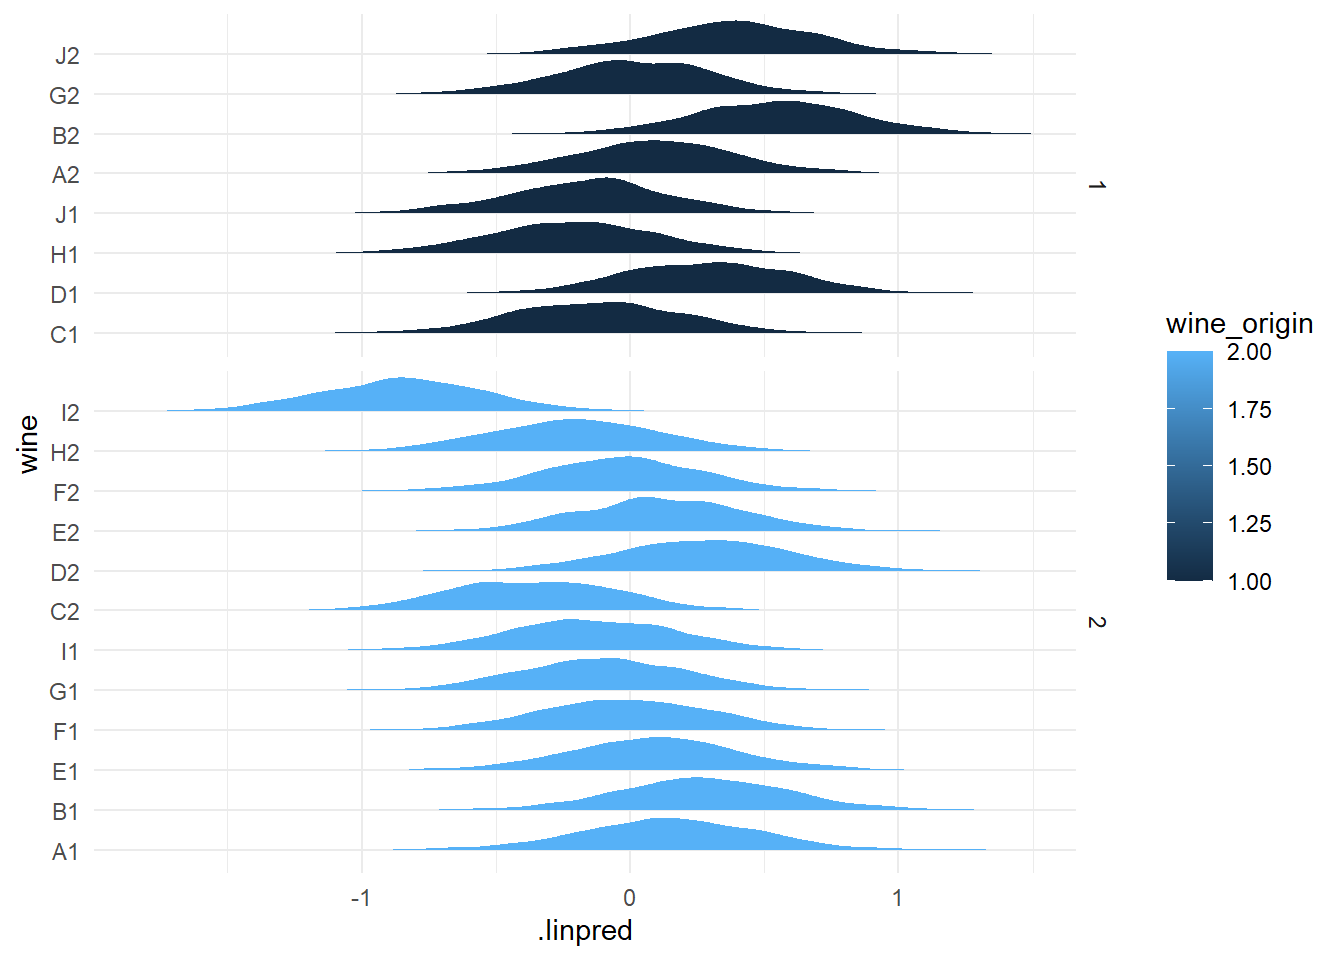 J2
G2
B2
A2
J1
H1
D1
C1
1
I2
H2
F2
E2
D2
C2
I1
G1
F1
E1
B1
A1
2
wine
-1
0
1
.linpred
wine_origin
2.00
1.75
1.50
1.25
1.00